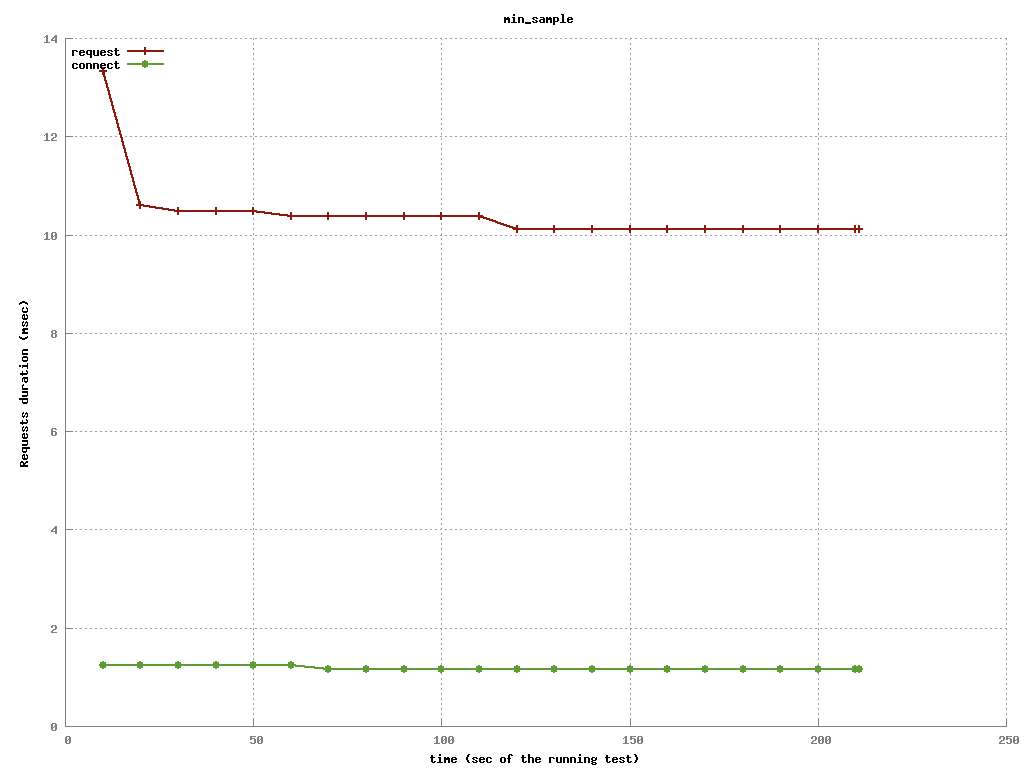 min_sample
14
request
connect
12
10
8
6
4
2
0
Requests duration (msec)
0 50 100 150 200 250
time (sec of the running test)